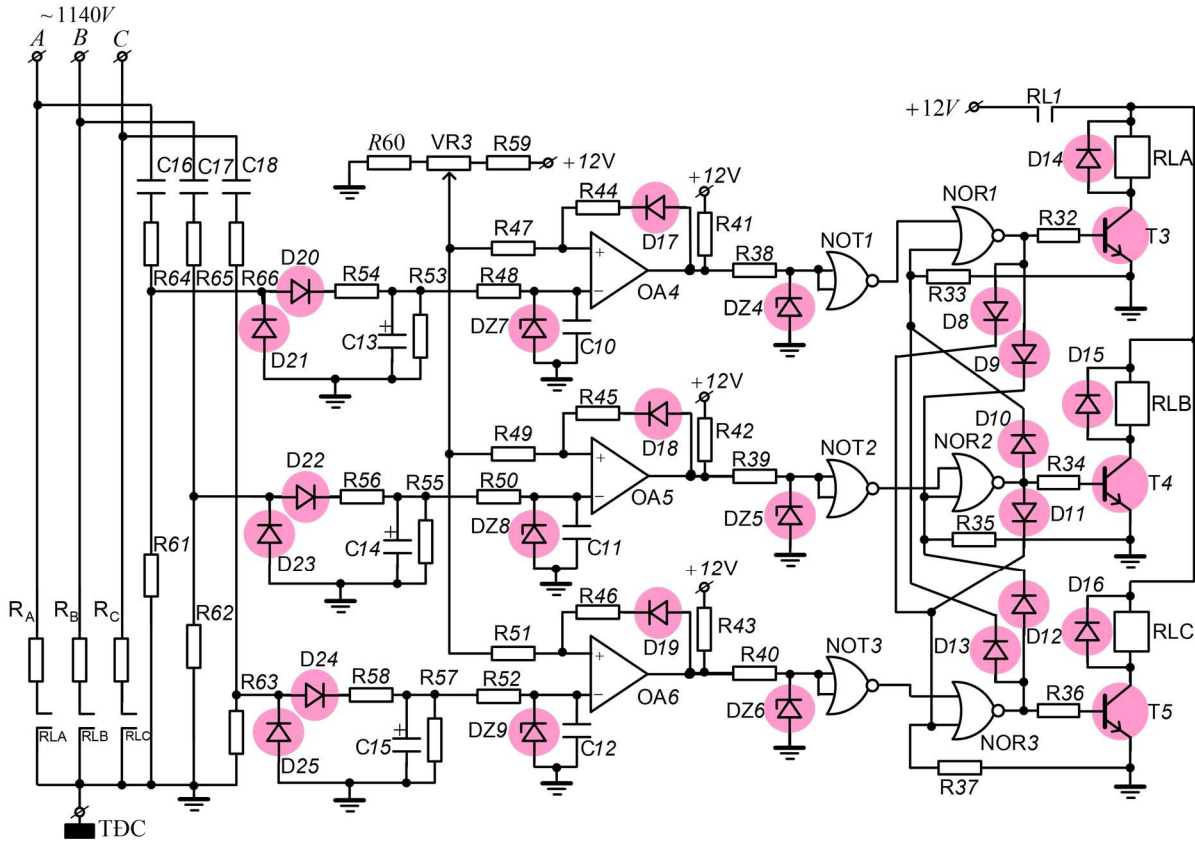 ~1140V
A B C
C16 C17 C18
R64 R65 R66
R61
R62
R63
RA RB RC
RLA RLB RLC
TĐC
R60 VR3 R59 +12V
D20 R54 R53
D21 C13
R47 R44 D17 +12V R41
R48 DZ7 C10 OA4 R38 DZ4 NOT1
D22 R56 R55
D23 C14
R49 R45 D18 +12V R42
R50 DZ8 C11 OA5 R39 DZ5 NOT2
D24 R58 R57
D25 C15
R51 R46 D19 +12V R43
R52 DZ9 C12 OA6 R40 DZ6 NOT3
+12V RL1
D14 RLA
NOR1 R32 T3
R33
D8
D9
D15 RLB
D10
NOR2 R34 T4
R35 D11
D16 RLC
D13 D12
NOR3 R36 T5
R37